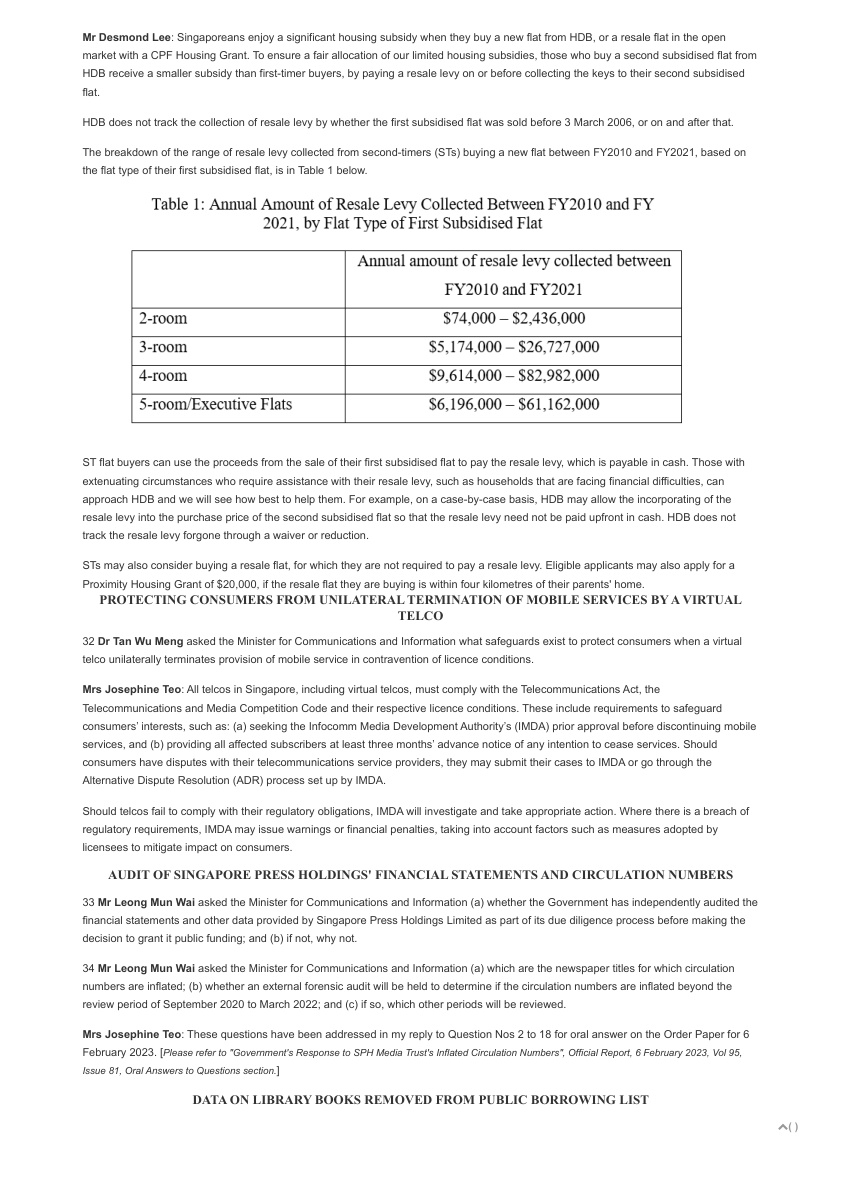 Mr Desmond Lee: Singaporeans enjoy a significant housing subsidy when they buy a new flat from HDB, or a resale flat in the open
market with a CPF Housing Grant. To ensure a fair allocation of our limited housing subsidies, those who buy a second subsidised flat from
HDB receive a smaller subsidy than first-timer buyers, by paying a resale levy on or before collecting the keys to their second subsidised
flat.
HDB does not track the collection of resale levy by whether the first subsidised flat was sold before 3 March 2006, or on and after that.
The breakdown of the range of resale levy collected from second-timers (STs) buying a new flat between FY2010 and FY2021, based on
the flat type of their first subsidised flat, is in Table 1 below.
Table 1: Annual Amount of Resale Levy Collected Between FY2010 and FY
2021, by Flat Type of First Subsidised Flat
Annual amount of resale levy collected between
FY2010 and FY2021
2-room $74,000 – $2,436,000
3-room $5,174,000 – $26,727,000
4-room $9,614,000 – $82,982,000
5-room/Executive Flats $6,196,000 – $61,162,000
ST flat buyers can use the proceeds from the sale of their first subsidised flat to pay the resale levy, which is payable in cash. Those with
extenuating circumstances who require assistance with their resale levy, such as households that are facing financial difficulties, can
approach HDB and we will see how best to help them. For example, on a case-by-case basis, HDB may allow the incorporating of the
resale levy into the purchase price of the second subsidised flat so that the resale levy need not be paid upfront in cash. HDB does not
track the resale levy forgone through a waiver or reduction.
STs may also consider buying a resale flat, for which they are not required to pay a resale levy. Eligible applicants may also apply for a
Proximity Housing Grant of $20,000, if the resale flat they are buying is within four kilometres of their parents' home.
PROTECTING CONSUMERS FROM UNILATERAL TERMINATION OF MOBILE SERVICES BY A VIRTUAL
TELCO
32 Dr Tan Wu Meng asked the Minister for Communications and Information what safeguards exist to protect consumers when a virtual
telco unilaterally terminates provision of mobile service in contravention of licence conditions.
Mrs Josephine Teo: All telcos in Singapore, including virtual telcos, must comply with the Telecommunications Act, the
Telecommunications and Media Competition Code and their respective licence conditions. These include requirements to safeguard
consumers’ interests, such as: (a) seeking the Infocomm Media Development Authority’s (IMDA) prior approval before discontinuing mobile
services, and (b) providing all affected subscribers at least three months’ advance notice of any intention to cease services. Should
consumers have disputes with their telecommunications service providers, they may submit their cases to IMDA or go through the
Alternative Dispute Resolution (ADR) process set up by IMDA.
Should telcos fail to comply with their regulatory obligations, IMDA will investigate and take appropriate action. Where there is a breach of
regulatory requirements, IMDA may issue warnings or financial penalties, taking into account factors such as measures adopted by
licensees to mitigate impact on consumers.
AUDIT OF SINGAPORE PRESS HOLDINGS' FINANCIAL STATEMENTS AND CIRCULATION NUMBERS
33 Mr Leong Mun Wai asked the Minister for Communications and Information (a) whether the Government has independently audited the
financial statements and other data provided by Singapore Press Holdings Limited as part of its due diligence process before making the
decision to grant it public funding; and (b) if not, why not.
34 Mr Leong Mun Wai asked the Minister for Communications and Information (a) which are the newspaper titles for which circulation
numbers are inflated; (b) whether an external forensic audit will be held to determine if the circulation numbers are inflated beyond the
review period of September 2020 to March 2022; and (c) if so, which other periods will be reviewed.
Mrs Josephine Teo: These questions have been addressed in my reply to Question Nos 2 to 18 for oral answer on the Order Paper for 6
February 2023. [Please refer to "Government's Response to SPH Media Trust's Inflated Circulation Numbers", Official Report, 6 February 2023, Vol 95,
Issue 81, Oral Answers to Questions section.]
DATA ON LIBRARY BOOKS REMOVED FROM PUBLIC BORROWING LIST
( )